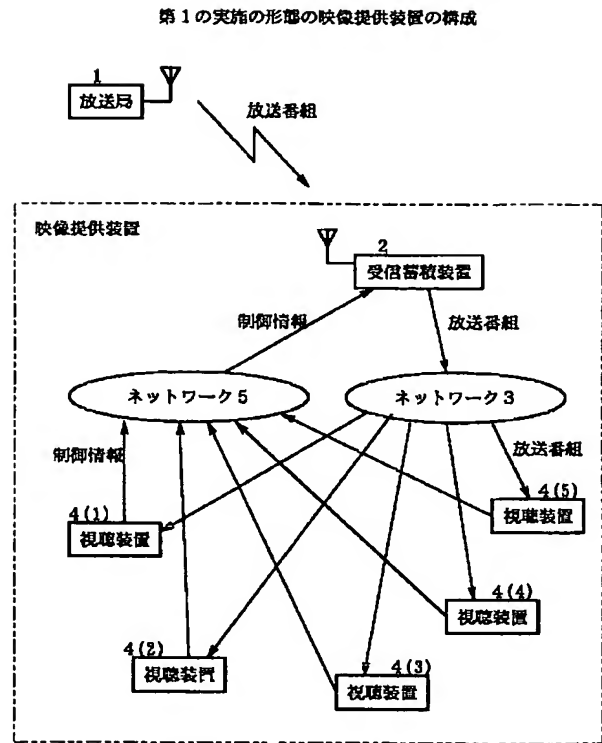 第1の実施の形態の映像提供装置の構成
1
放送局
放送番組
映像提供装置
2
受信蓄積装置
制御情報
放送番組
ネットワーク5
ネットワーク3
制御情報
放送番組
4(1)
視聴装置
4(5)
視聴装置
4(4)
視聴装置
4(2)
視聴装置
4(3)
視聴装置